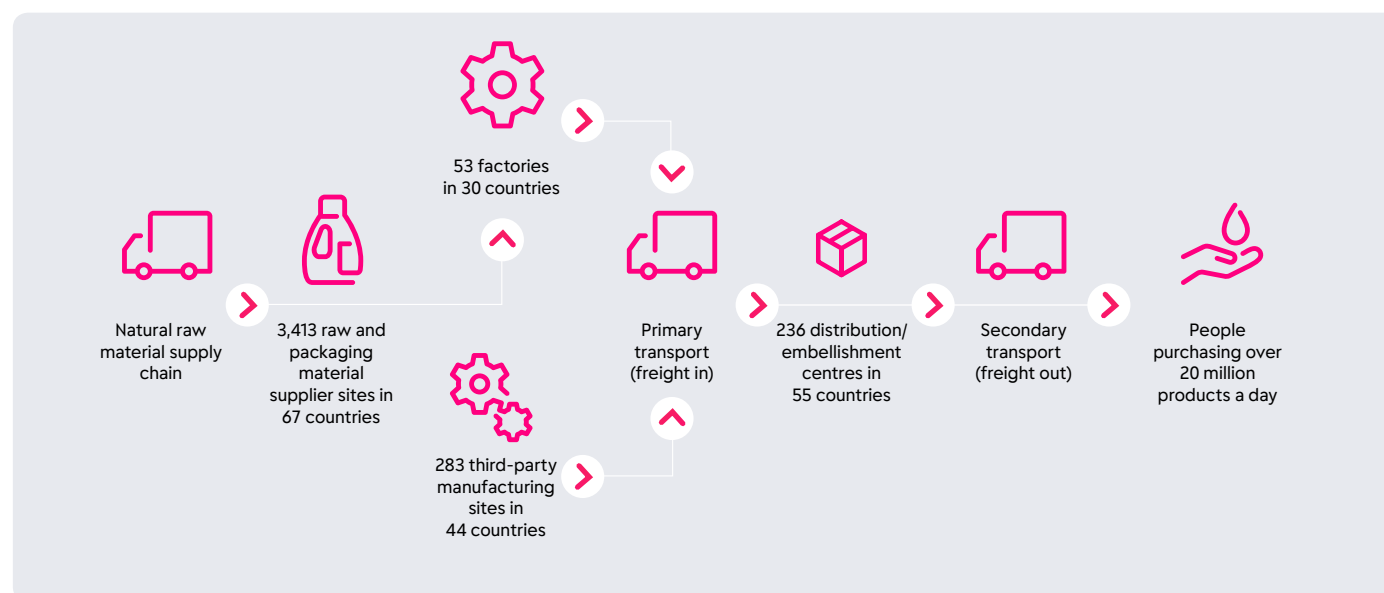 53 factories
in 30 countries
Natural raw
material supply
chain
3,413 raw and
packaging
material
supplier sites in
67 countries
283 third-party
manufacturing
sites in
44 countries
Primary
transport
(freight in)
236 distribution/
embellishment
centres in
55 countries
Secondary
transport
(freight out)
People
purchasing over
20 million
products a day